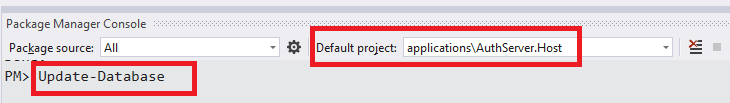 Package Manager Console
Package source: All Default project: applications\AuthServer.Host
PM> Update-Database